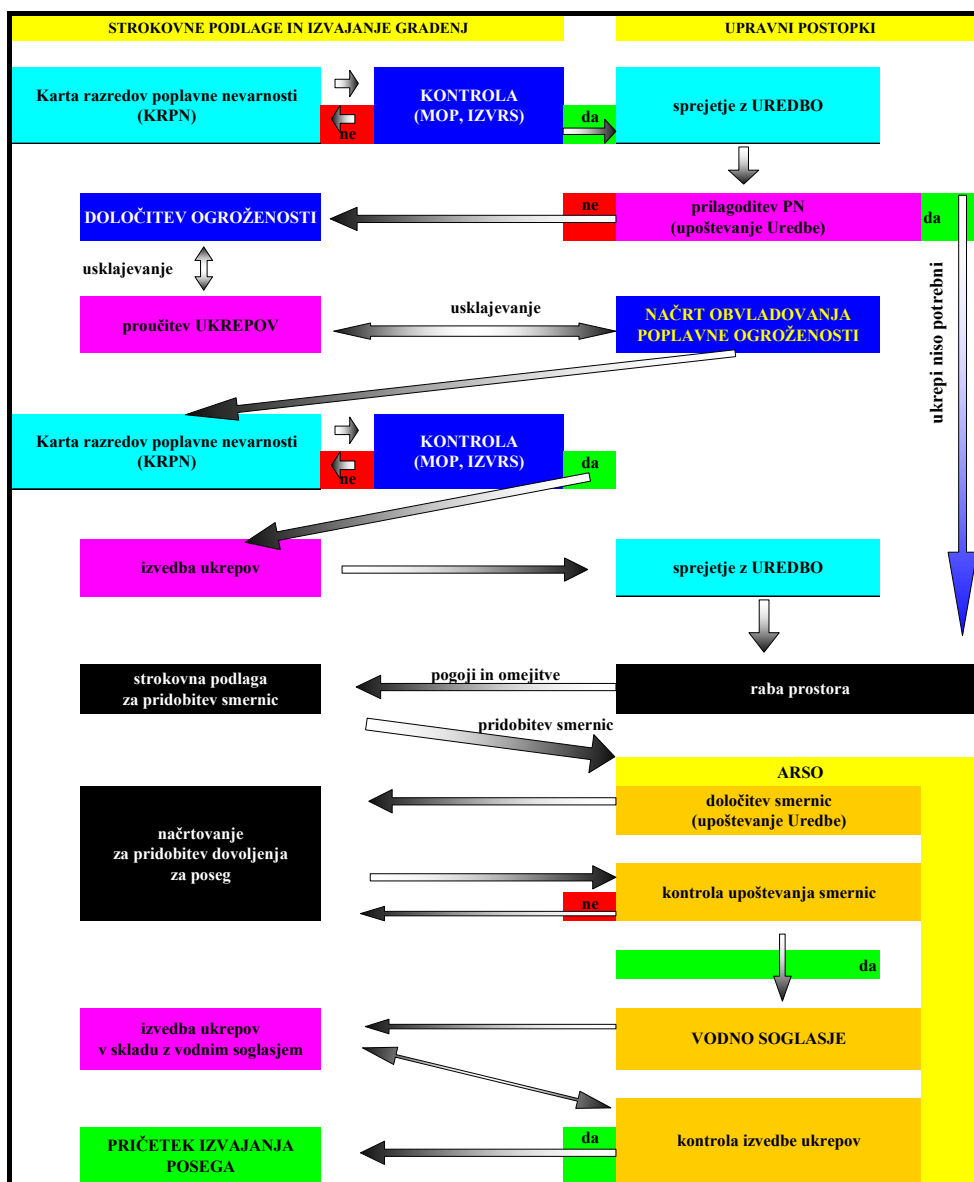 STROKOVNE PODLAGE IN IZVAJANJE GRADENJ
UPRAVNI POSTOPKI
Karta razredov poplavne nevarnosti
(KRPN)
ne
KONTROLA
(MOP, IZVRS)
da
sprejetje z UREDBO
DOLOČITEV OGROŽENOSTI
ne
prilagoditev PN
(upoštevanje Uredbe)
da
usklajevanje
proučitev UKREPOV
usklajevanje
NAČRT OBVLADOVANJA
POPLAVNE OGROŽENOSTI
ukrepi niso potrebni
Karta razredov poplavne nevarnosti
(KRPN)
ne
KONTROLA
(MOP, IZVRS)
da
izvedba ukrepov
sprejetje z UREDBO
strokovna podlaga
za pridobitev smernic
pogoji in omejitve
raba prostora
pridobitev smernic
ARSO
določitev smernic
(upoštevanje Uredbe)
načrtovanje
za pridobitev dovoljenja
za poseg
kontrola upoštevanja smernic
ne
da
izvedba ukrepov
v skladu z vodnim soglasjem
VODNO SOGLASJE
kontrola izvedbe ukrepov
da
PRIČETEK IZVAJANJA
POSEGA